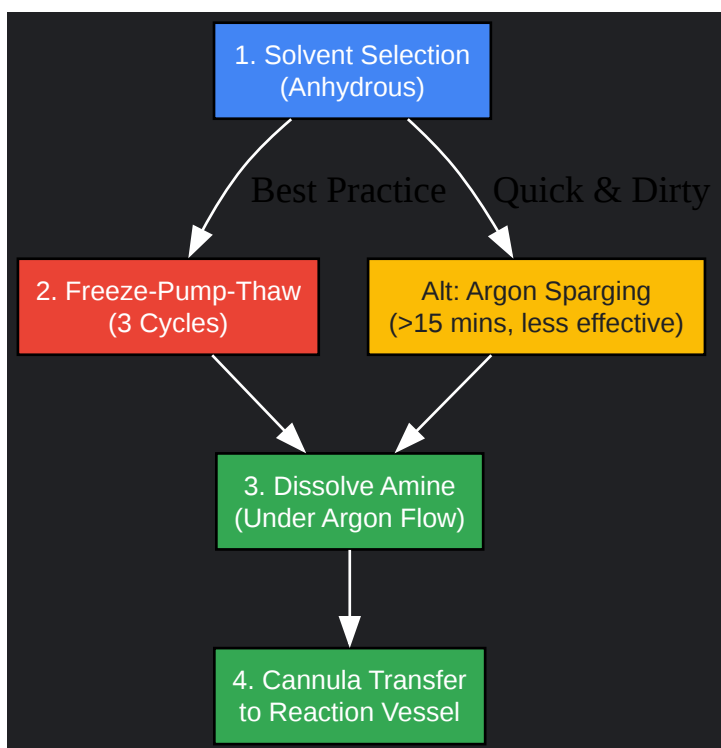 1. Solvent Selection
(Anhydrous)
Best Practice
Quick & Dirty
2. Freeze-Pump-Thaw
(3 Cycles)
Alt: Argon Sparging
(>15 mins, less effective)
3. Dissolve Amine
(Under Argon Flow)
4. Cannula Transfer
to Reaction Vessel